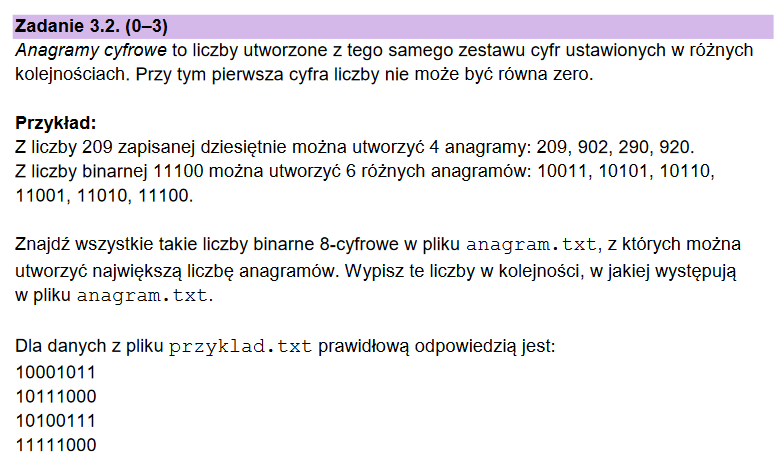 Zadanie 3.2. (0–3)
Anagramy cyfrowe to liczby utworzone z tego samego zestawu cyfr ustawionych w różnych
kolejnościach. Przy tym pierwsza cyfra liczby nie może być równa zero.
Przykład:
Z liczby 209 zapisanej dziesiętnie można utworzyć 4 anagramy: 209, 902, 290, 920.
Z liczby binarnej 11100 można utworzyć 6 różnych anagramów: 10011, 10101, 10110,
11001, 11010, 11100.
Znajdź wszystkie takie liczby binarne 8-cyfrowe w pliku anagram.txt, z których można
utworzyć największą liczbę anagramów. Wypisz te liczby w kolejności, w jakiej występują
w pliku anagram.txt.
Dla danych z pliku przyklad.txt prawidłową odpowiedzią jest:
10001011
10111000
10100111
11111000